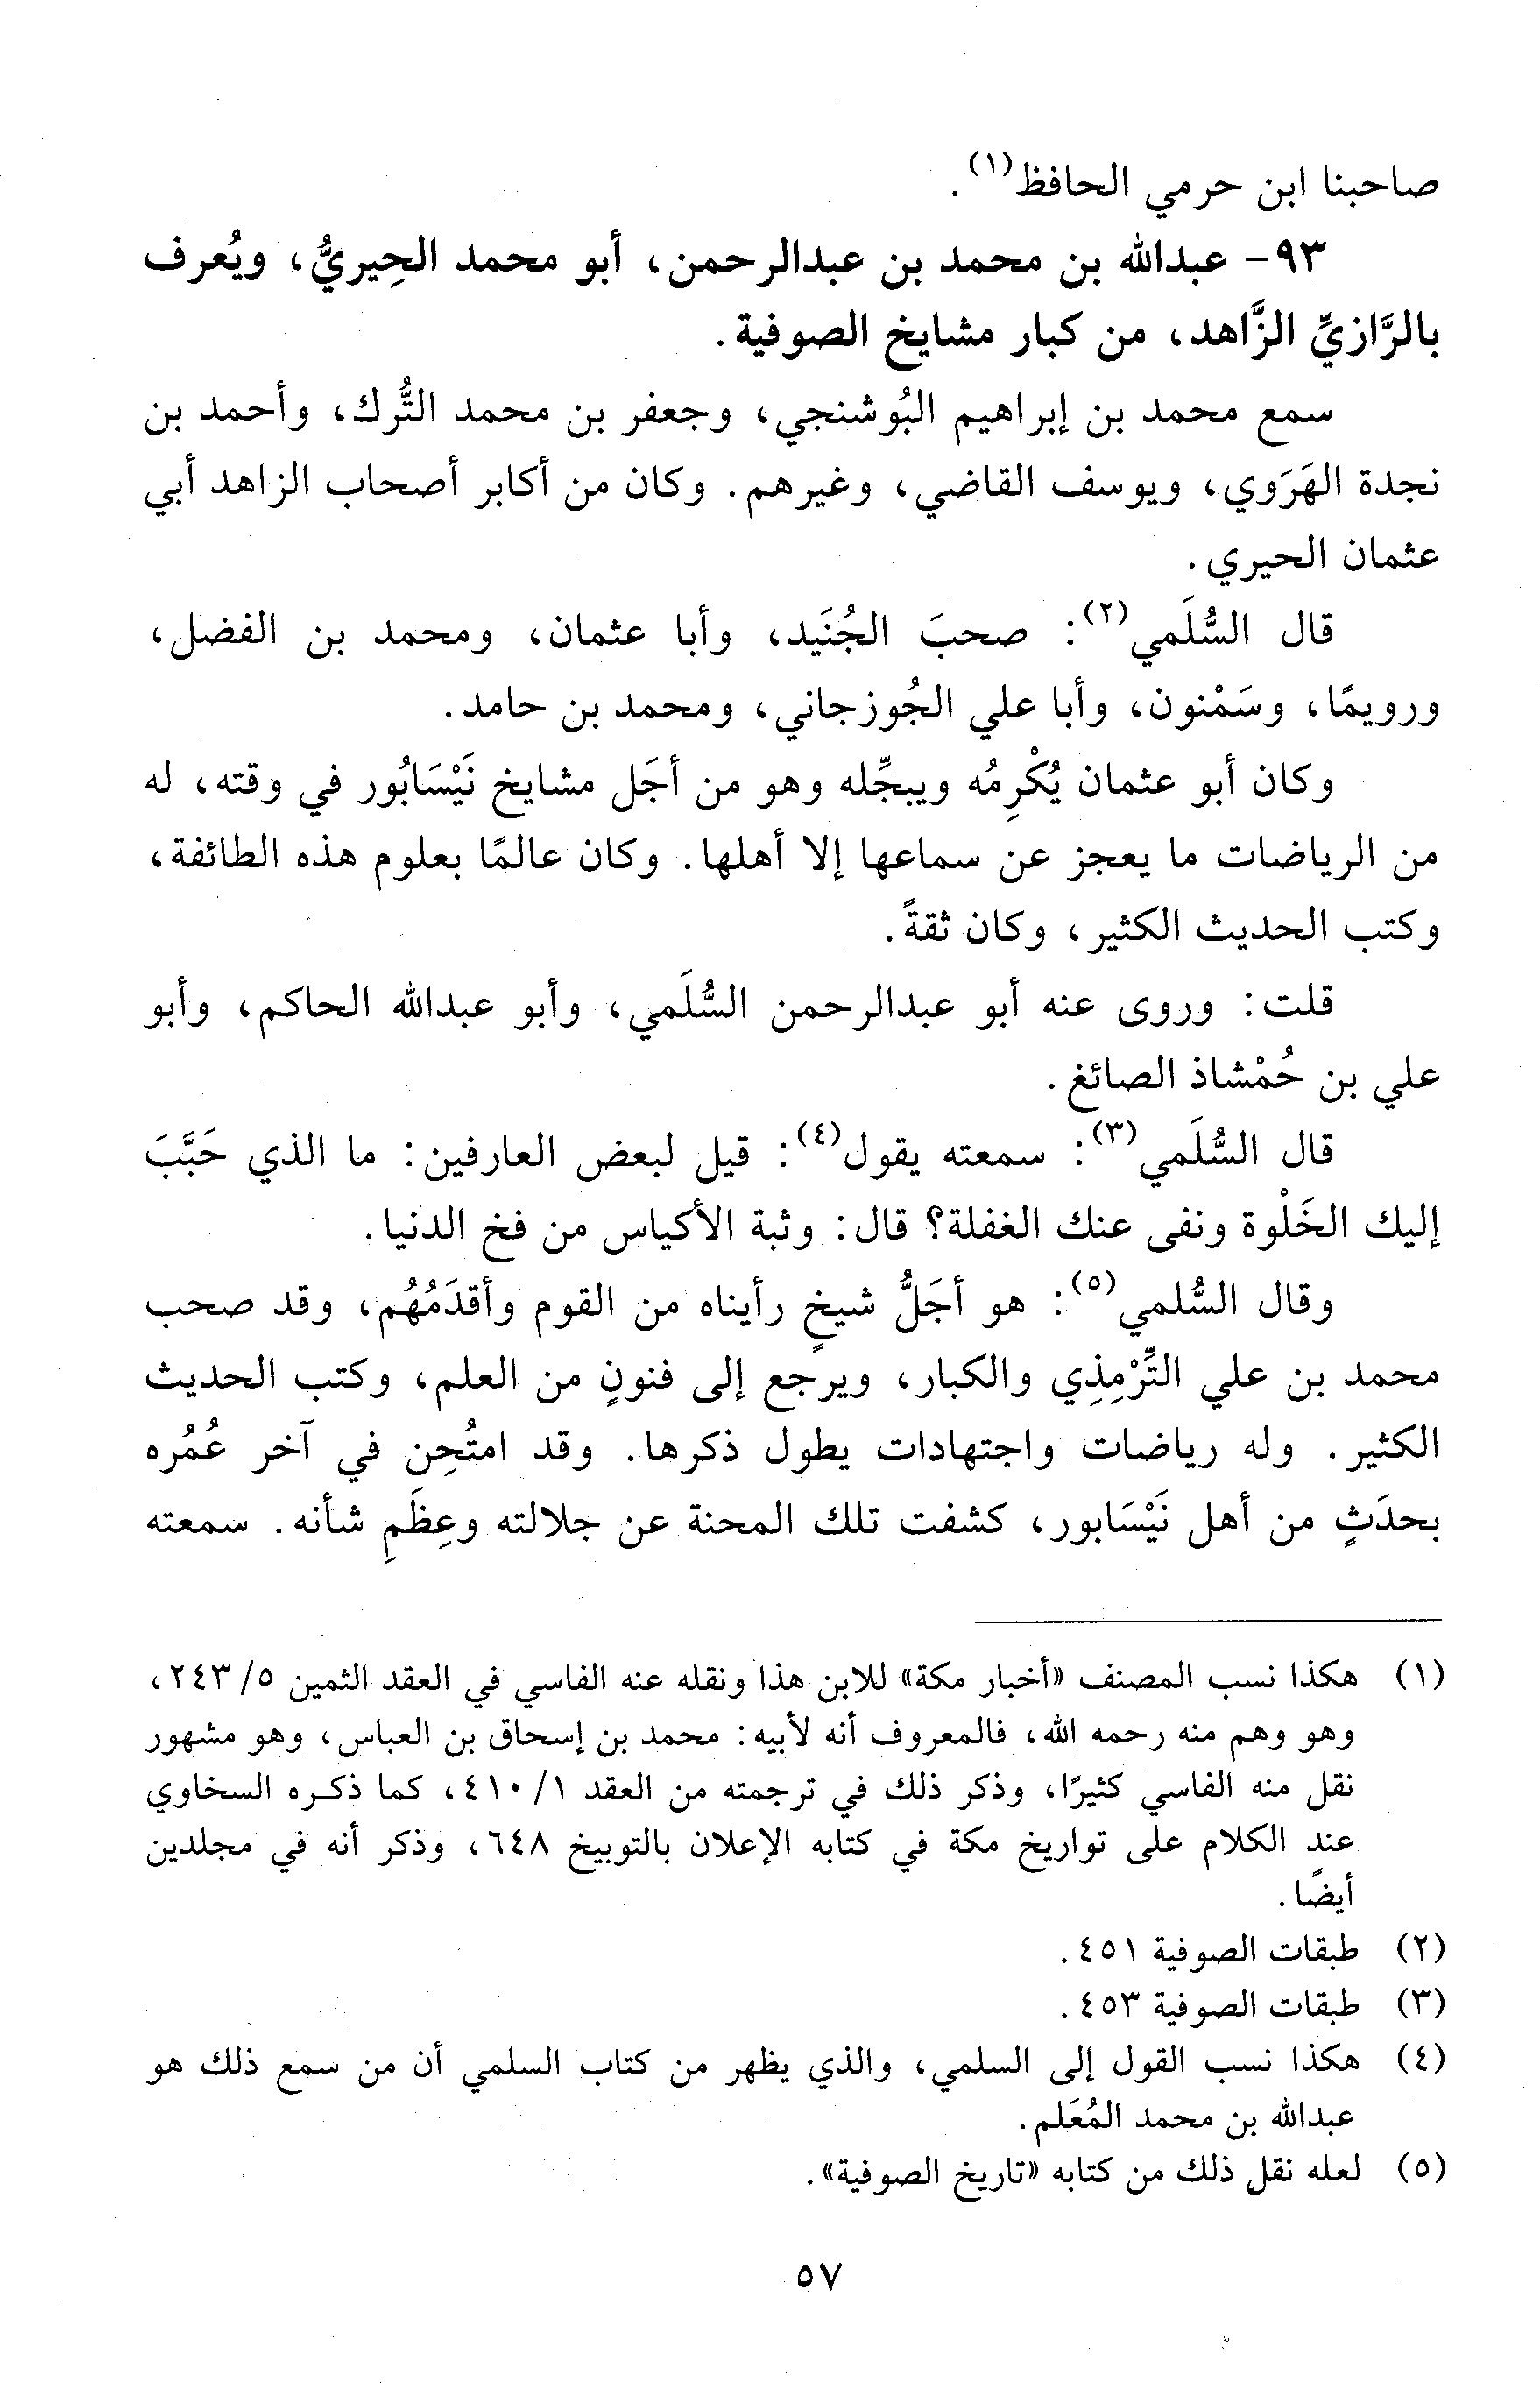 صاحبنا ابن حرمي الحافظ(١).
٩٣- عبدالله بن محمد بن عبدالرحمن، أبو محمد الحِيريُّ، ويُعرف
بالرَّازيِّ الزَّاهد، من كبار مشايخ الصوفية.
سمع محمد بن إبراهيم البُوشنجي، وجعفر بن محمد التُّرك، وأحمد بن
نجدة الهَرَوي، ويوسف القاضي، وغيرهم. وكان من أكابر أصحاب الزاهد أبي
عثمان الحيري.
قال السُّلَمي(٢): صحبَ الجُنَيد، وأبا عثمان، ومحمد بن الفضل،
ورويمًا، وسَمْنون، وأبا علي الجُوزجاني، ومحمد بن حامد.
وكان أبو عثمان يُكْرِمُه ويبجِّله وهو من أجَل مشايخ نَيْسَابُور في وقته، له
من الرياضات ما يعجز عن سماعها إلا أهلها. وكان عالمًا بعلوم هذه الطائفة،
وكتب الحديث الكثير، وكان ثقةً.
قلت: وروى عنه أبو عبدالرحمن السُّلَمي، وأبو عبدالله الحاكم، وأبو
علي بن حُمْشاذ الصائغ.
قال السُّلَمي(٣): سمعته يقول(٤): قيل لبعض العارفين: ما الذي حَبَّبَ
إليك الخَلْوة ونفى عنك الغفلة؟ قال: وثبة الأكياس من فخ الدنيا.
وقال السُّلمي(٥): هو أجَلُّ شيخٍ رأيناه من القوم وأقدَمُهُم، وقد صحب
محمد بن علي التِّرْمِذِي والكبار، ويرجع إلى فنونٍ من العلم، وكتب الحديث
الكثير. وله رياضات واجتهادات يطول ذكرها. وقد امتُحِن في آخر عُمُره
بحدَثٍ من أهل نَيْسَابور، كشفت تلك المحنة عن جلالته وعِظَمِ شأنه. سمعته
(١) هكذا نسب المصنف «أخبار مكة» للابن هذا ونقله عنه الفاسي في العقد الثمين ٥/ ٢٤٣،
وهو وهم منه رحمه الله، فالمعروف أنه لأبيه: محمد بن إسحاق بن العباس، وهو مشهور
نقل منه الفاسي كثيرًا، وذكر ذلك في ترجمته من العقد ١/ ٤١٠، كما ذكره السخاوي
عند الكلام على تواريخ مكة في كتابه الإعلان بالتوبيخ ٦٤٨، وذكر أنه في مجلدين
أيضًا.
(٢) طبقات الصوفية ٤٥١.
(٣) طبقات الصوفية ٤٥٣.
(٤) هكذا نسب القول إلى السلمي، والذي يظهر من كتاب السلمي أن من سمع ذلك هو
عبدالله بن محمد المُعَلم.
(٥) لعله نقل ذلك من كتابه «تاريخ الصوفية».
٥٧